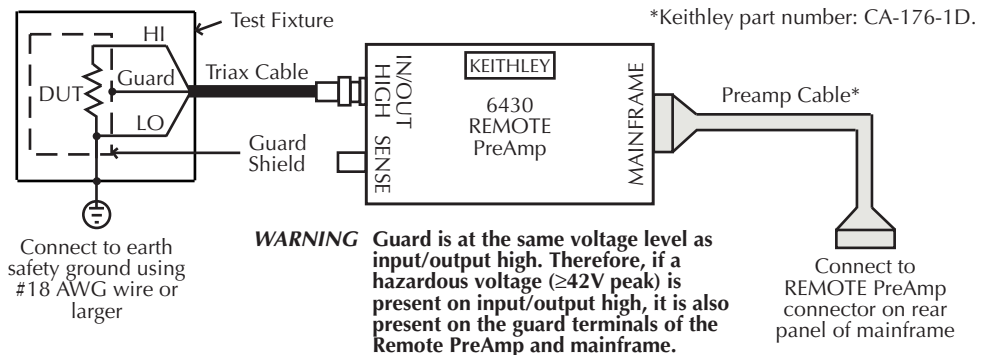 Test Fixture
*Keithley part number: CA-176-1D.
HI
DUT
Guard
Triax Cable
LO
Guard
Shield
IN/OUT
HIGH
SENSE
KEITHLEY
6430
REMOTE
PreAmp
MAINFRAME
Preamp Cable*
Connect to earth
safety ground using
#18 AWG wire or
larger
WARNING Guard is at the same voltage level as
input/output high. Therefore, if a
hazardous voltage (≥42V peak) is
present on input/output high, it is also
present on the guard terminals of the
Remote PreAmp and mainframe.
Connect to
REMOTE PreAmp
connector on rear
panel of mainframe